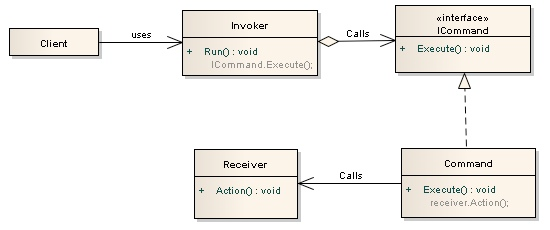 Client
uses
Invoker
+ Run() : void
ICommand.Execute();
Calls
«interface»
ICommand
+ Execute() : void
Receiver
+ Action() : void
Calls
Command
+ Execute() : void
receiver.Action();